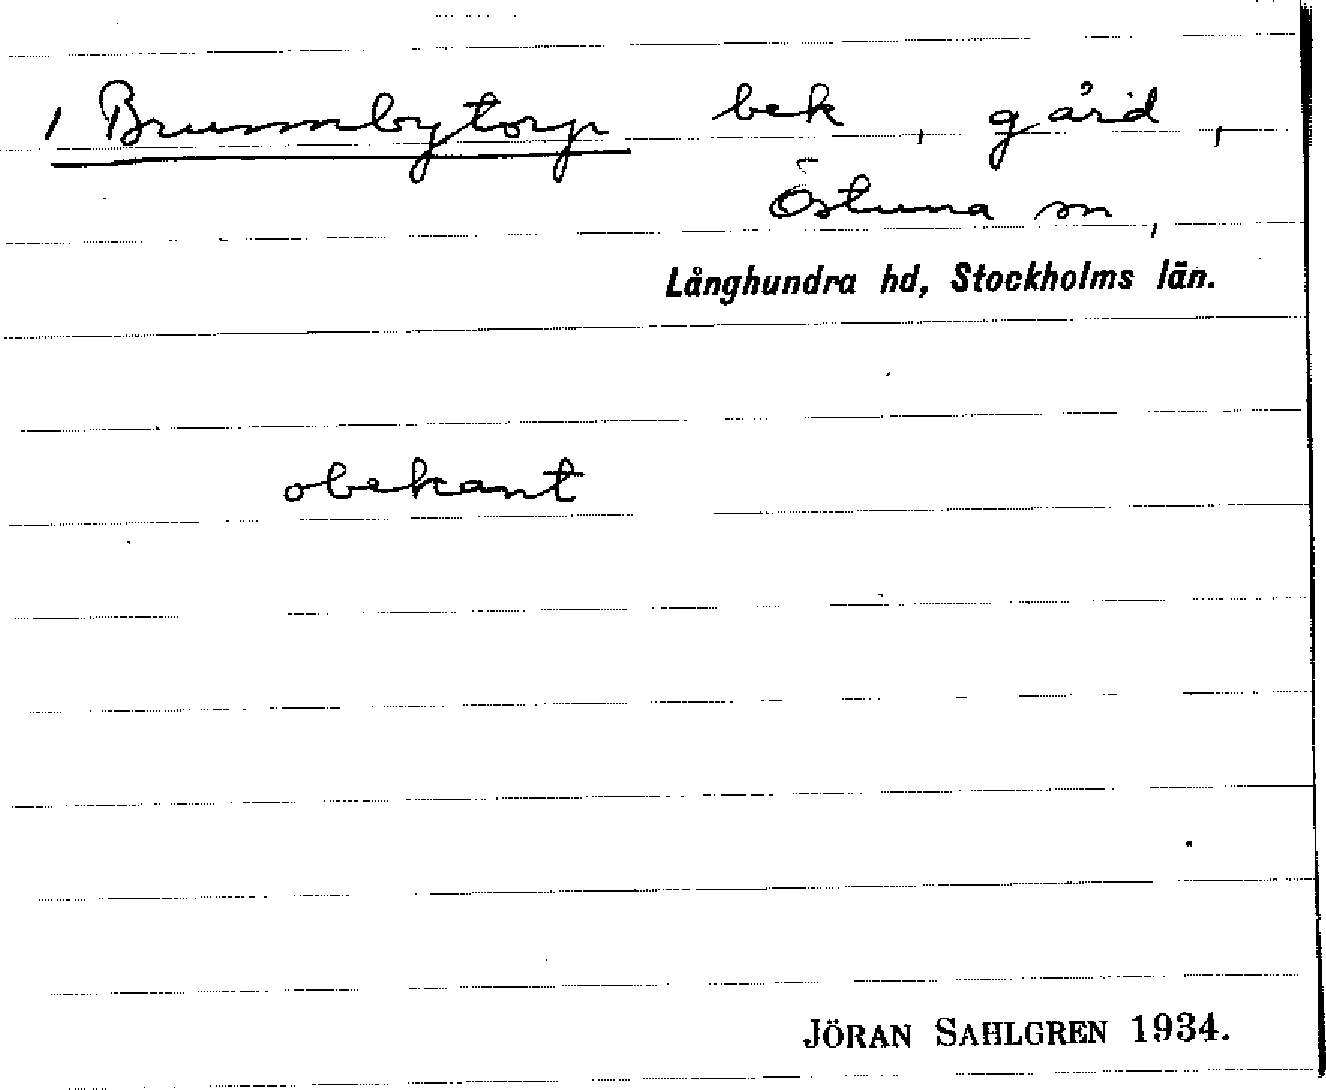 / Brunnbytorp bek, gård,
Östuna sn,
Långhundra hd, Stockholms län.
obekant
JÖRAN SAHLGREN 1934.